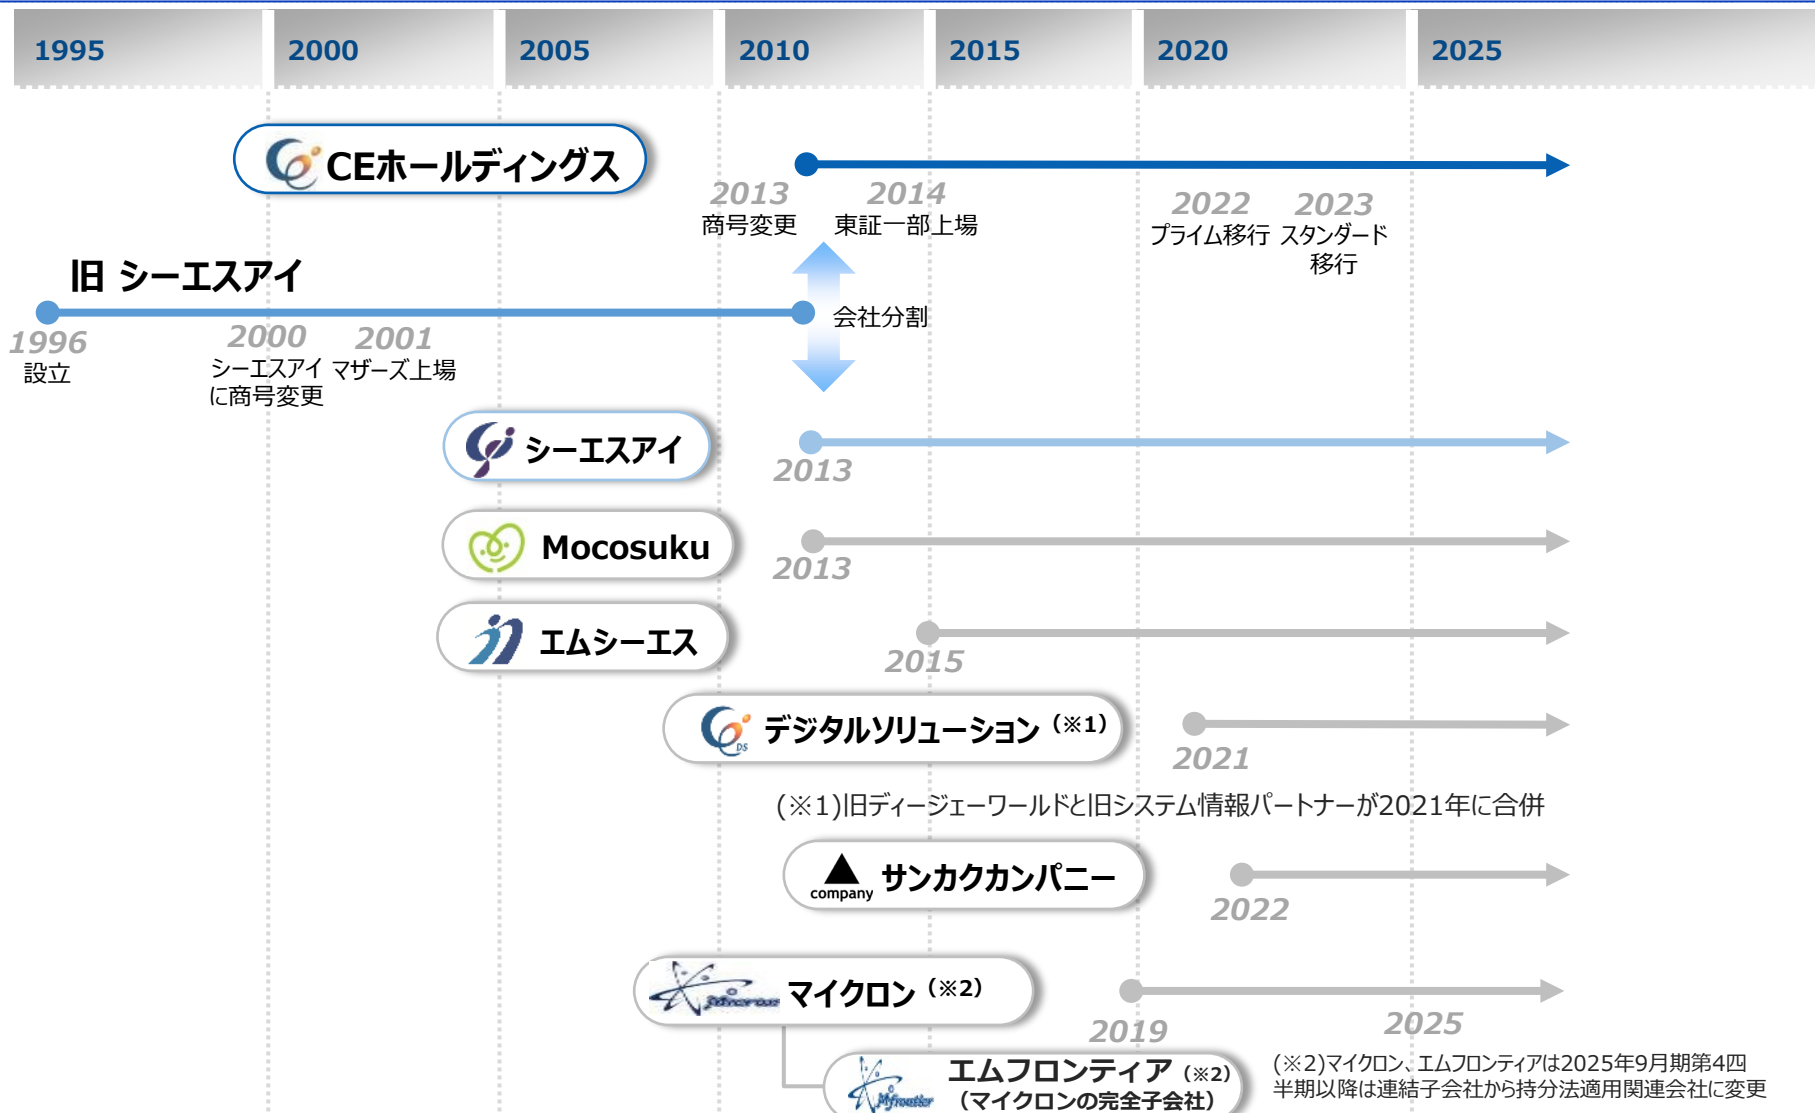 1995 2000 2005 2010 2015 2020 2025
CEホールディングス
2013
商号変更
2014
東証一部上場
2022
プライム移行
2023
スタンダード
移行
旧 シーエスアイ
会社分割
1996
設立
2000
シーエスアイ
に商号変更
2001
マザーズ上場
シーエスアイ
2013
Mocosuku
2013
エムシーエス
2015
DS
デジタルソリューション（※1）
2021
(※1)旧ディージェーワールドと旧システム情報パートナーが2021年に合併
company
サンカクカンパニー
2022
Micron
マイクロン（※2）
2019
2025
Mfrontier
エムフロンティア（※2）
（マイクロンの完全子会社）
(※2)マイクロン、エムフロンティアは2025年9月期第4四
半期以降は連結子会社から持分法適用関連会社に変更